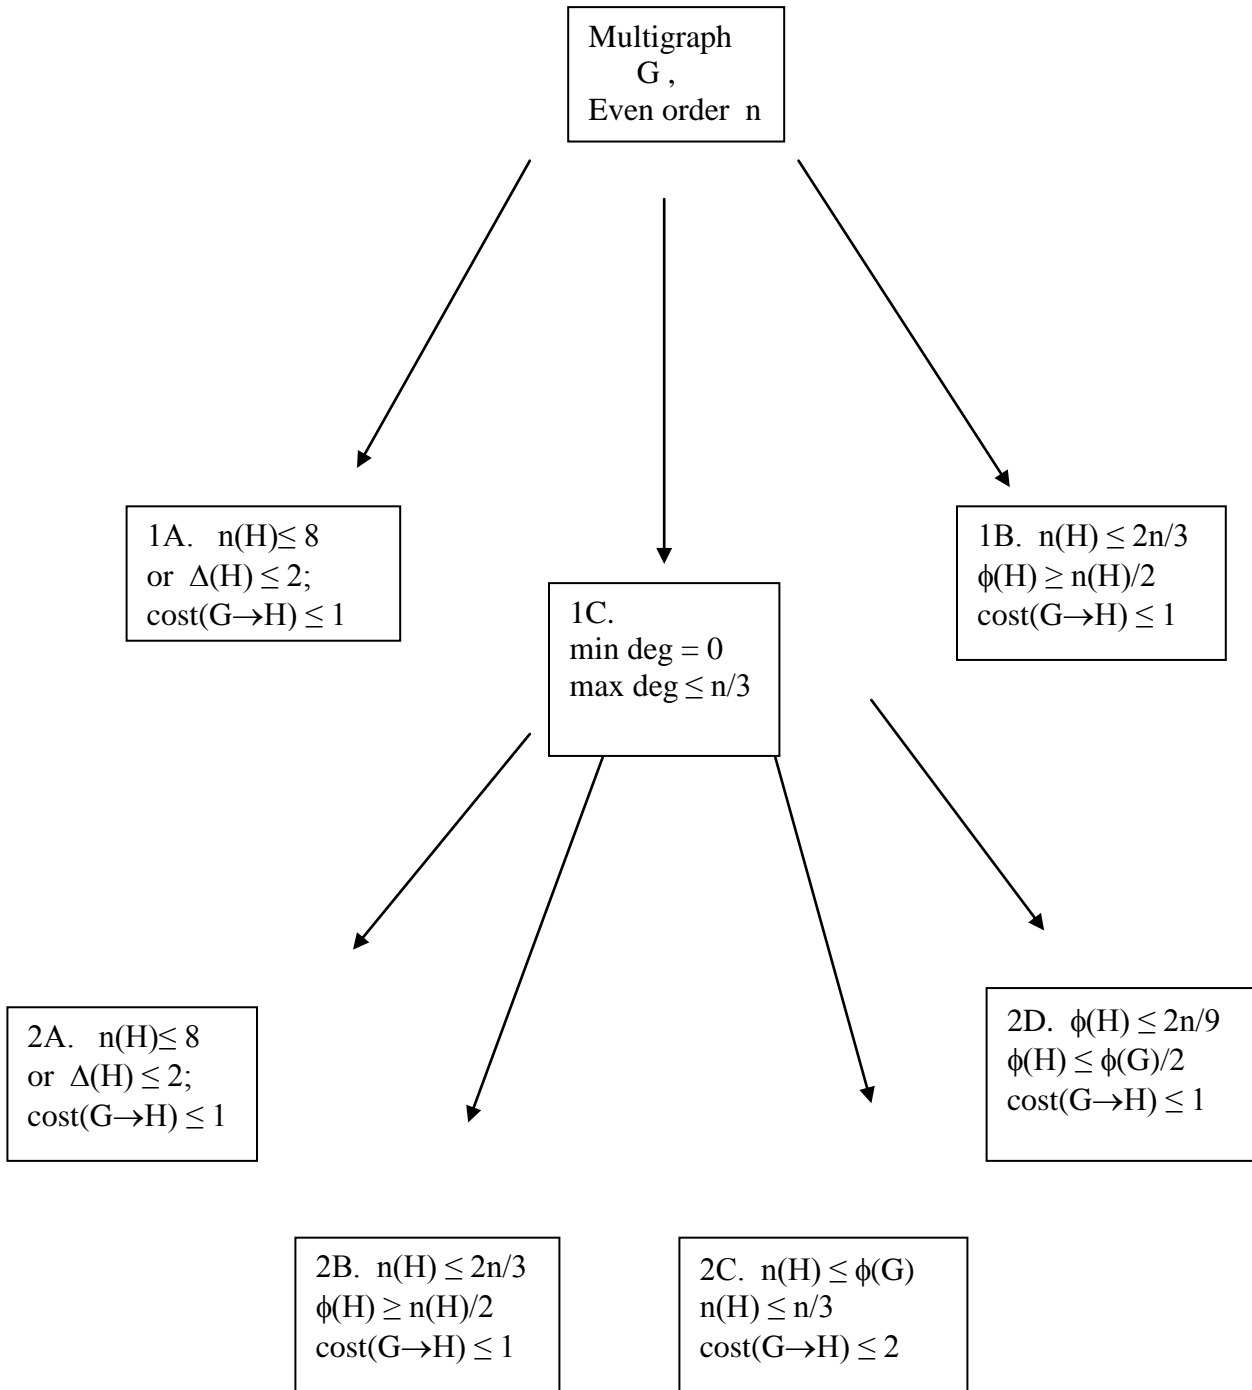 Multigraph
G ,
Even order n
1A. n(H)≤ 8
or Δ(H) ≤ 2;
cost(G→H) ≤ 1
1C.
min deg = 0
max deg ≤ n/3
1B. n(H) ≤ 2n/3
ϕ(H) ≥ n(H)/2
cost(G→H) ≤ 1
2A. n(H)≤ 8
or Δ(H) ≤ 2;
cost(G→H) ≤ 1
2B. n(H) ≤ 2n/3
ϕ(H) ≥ n(H)/2
cost(G→H) ≤ 1
2C. n(H) ≤ ϕ(G)
n(H) ≤ n/3
cost(G→H) ≤ 2
2D. ϕ(H) ≤ 2n/9
ϕ(H) ≤ ϕ(G)/2
cost(G→H) ≤ 1